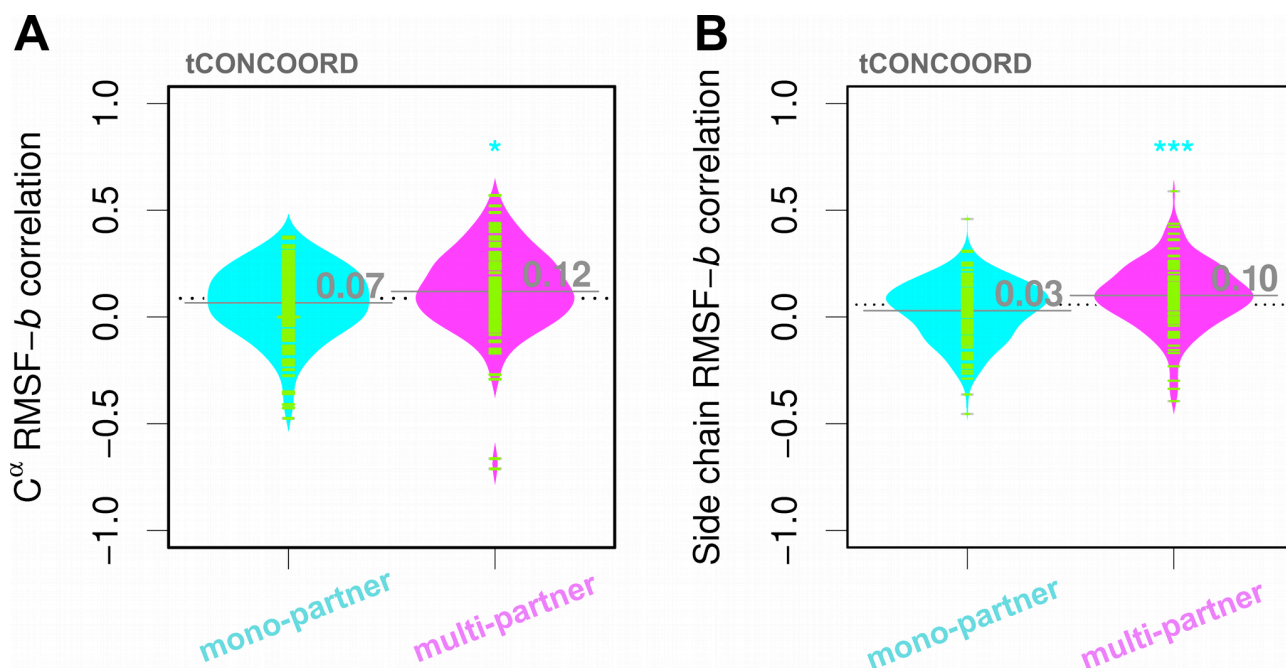 A
tCONCOORD
Cα RMSF−b correlation
1.0
0.5
0.0
−0.5
−1.0
*
0.07
0.12
mono-partner
multi-partner
B
tCONCOORD
Side chain RMSF−b correlation
1.0
0.5
0.0
−0.5
−1.0
***
0.03
0.10
mono-partner
multi-partner